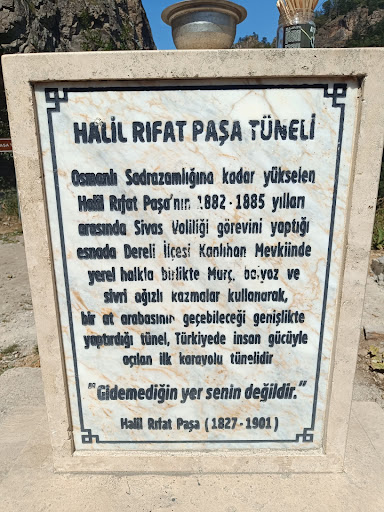 HALİL RIFAT PAŞA TÜNELİ
Osmanlı Sadrazamlığına kadar yükselen
Halil Rıfat Paşa'nın 1882 - 1885 yılları
arasında Sivas Valiliği görevini yaptığı
esnada Dereli İlçesi Kanlıhan Mevkiinde
yerel halkla birlikte Murç, balyoz ve
sivri ağızlı kazmalar kullanarak,
bir at arabasının geçebileceği genişlikte
yaptırdığı tünel, Türkiyede insan gücüyle
açılan ilk karayolu tünelidir
"Gidemediğin yer senin değildir."
Halil Rıfat Paşa (1827 - 1901)